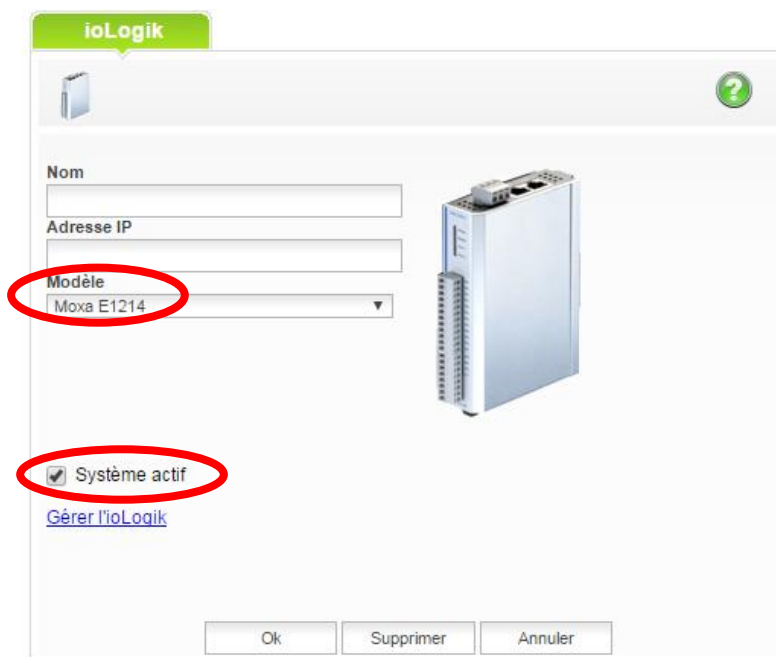 ioLogik
Nom
Adresse IP
Modèle
Moxa E1214
Système actif
Gérer l'ioLogik
Ok Supprimer Annuler